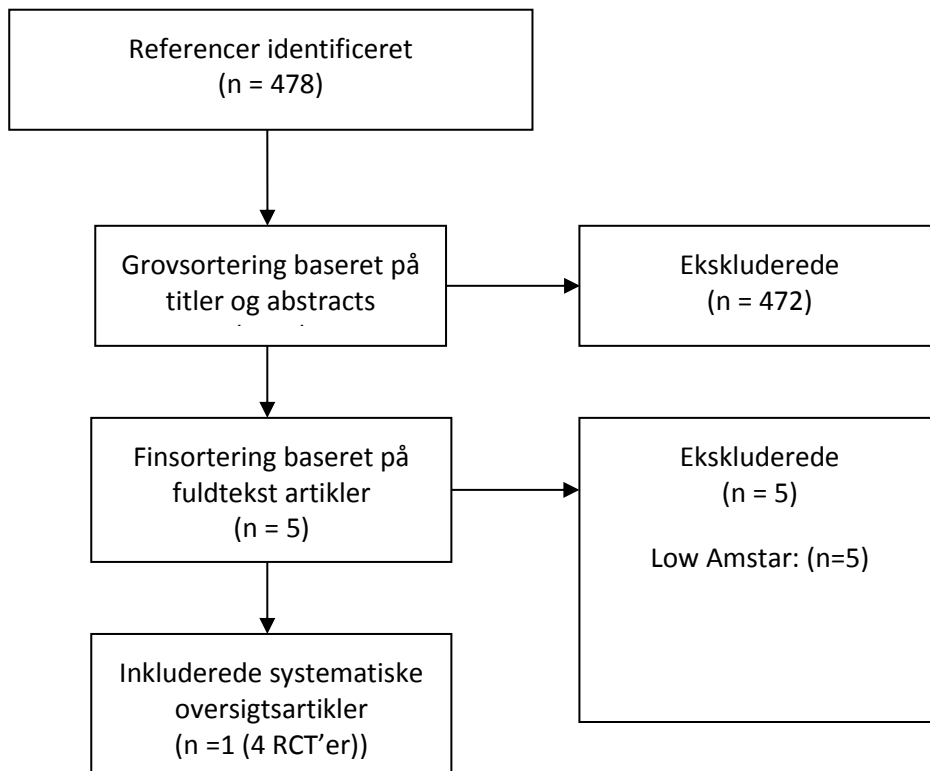 Referencer identificeret
(n = 478)
Grovsortering baseret på
titler og abstracts
Ekskluderede
(n = 472)
Finsortering baseret på
fuldtekst artikler
(n = 5)
Ekskluderede
(n = 5)
Low Amstar: (n=5)
Inkluderede systematiske
oversigtsartikler
(n =1 (4 RCT’er))